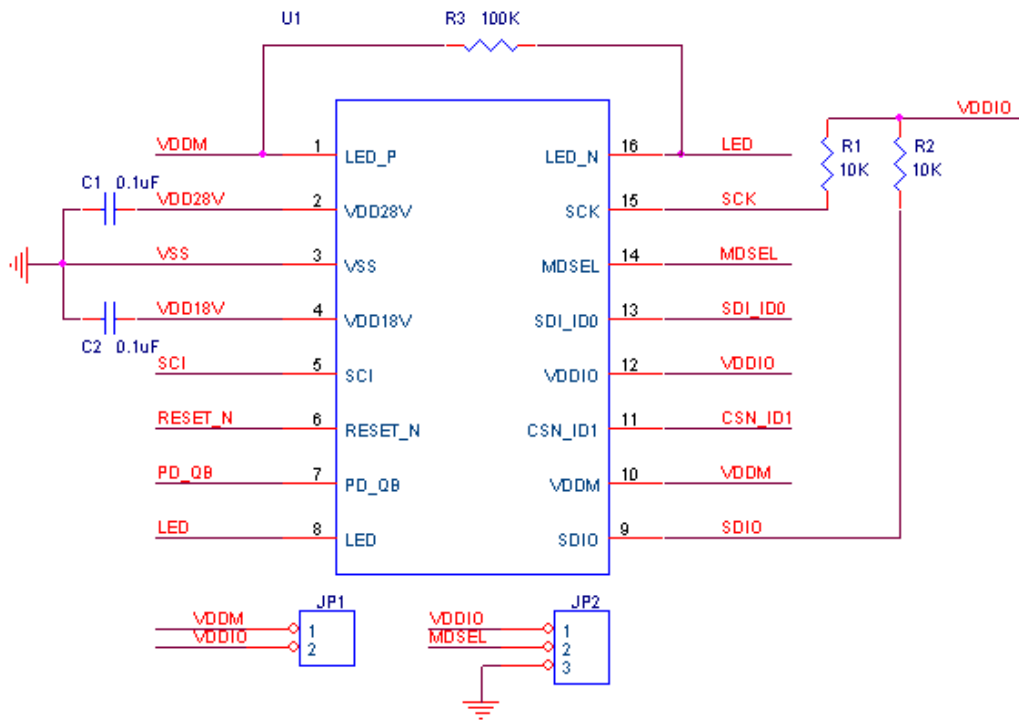 U1
R3 100K
VDDIO
VDDM 1 LED_P LED_N 16 LED
R1 10K
R2 10K
C1 0.1uF
VDD28V 2 VDD28V SCK 15 SCK
VSS 3 VSS MDSEL 14 MDSEL
VDD18V 4 VDD18V SDI_ID0 13 SDI_ID0
C2 0.1uF
SCI 5 SCI VDDIO 12 VDDIO
RESET_N 6 RESET_N CSN_ID1 11 CSN_ID1
PD_QB 7 PD_QB VDDM 10 VDDM
LED 8 LED SDIO 9 SDIO
JP1
VDDM 1
VDDIO 2
JP2
VDDIO 1
MDSEL 2
3